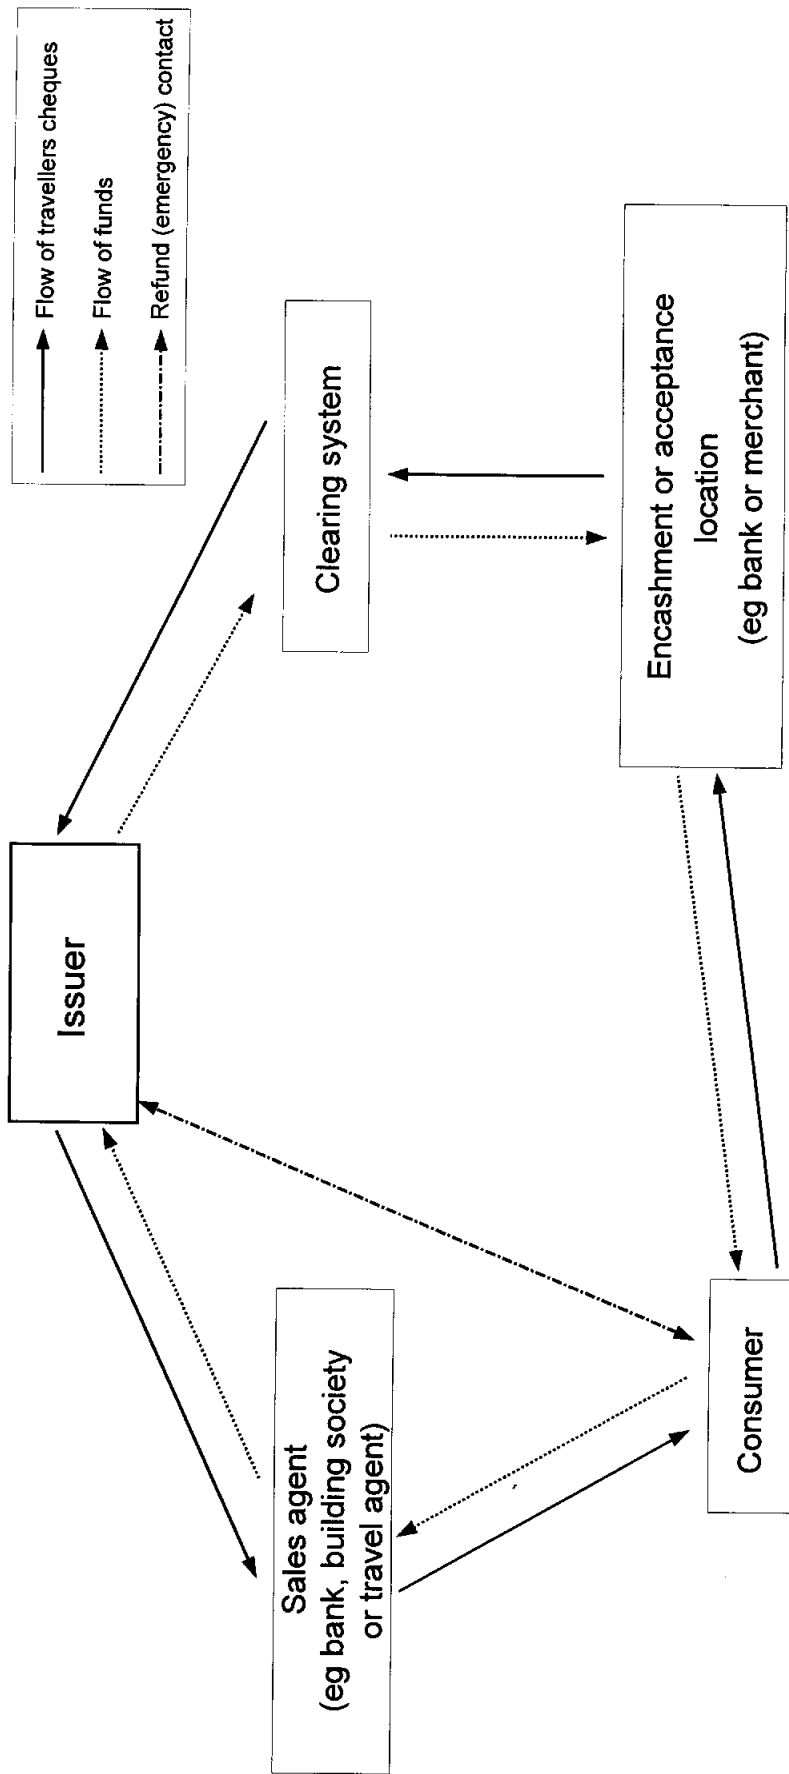 Flow of travellers cheques
Flow of funds
Refund (emergency) contact
Issuer
Clearing system
Sales agent
(eg bank, building society
or travel agent)
Encashment or acceptance
location
(eg bank or merchant)
Consumer